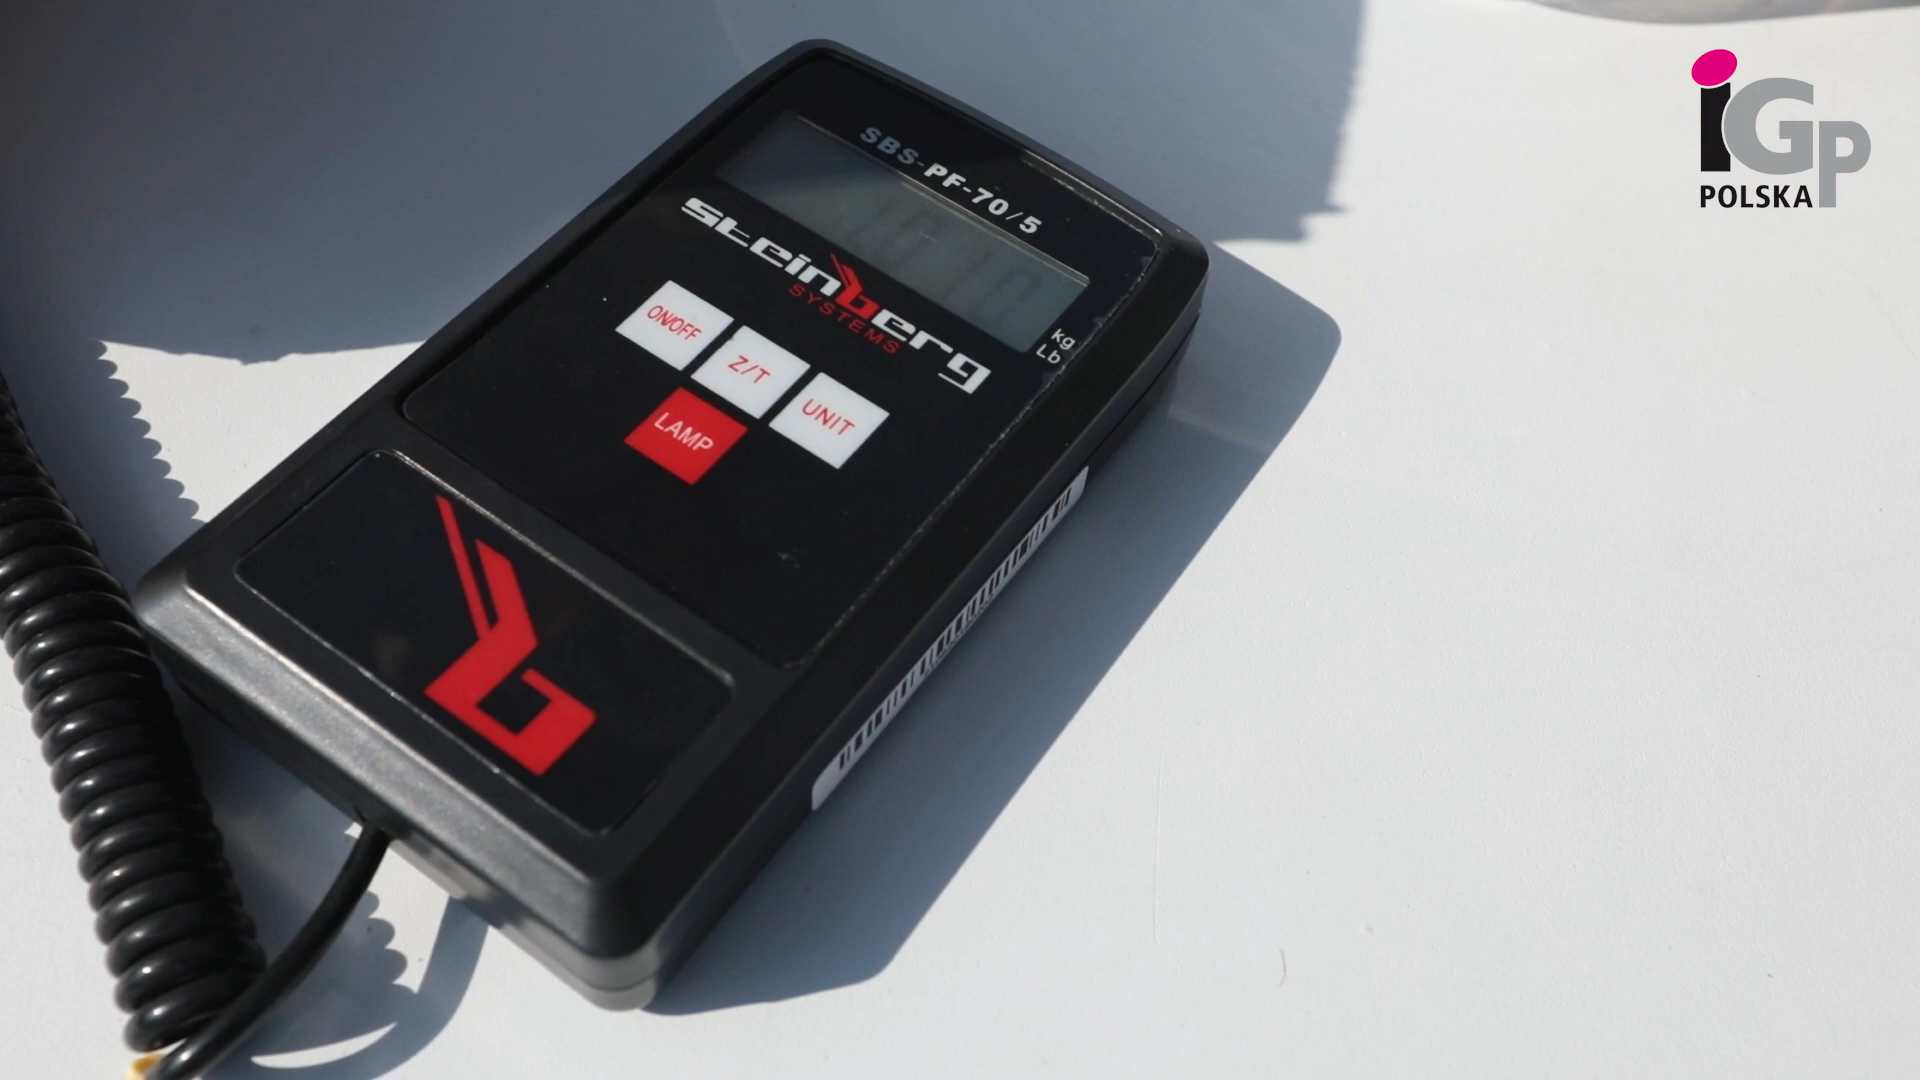 iGp
POLSKA
SBS-PF-70/5
kg
Lb
steinberg
SYSTEMS
ON/OFF
Z/T
UNIT
LAMP